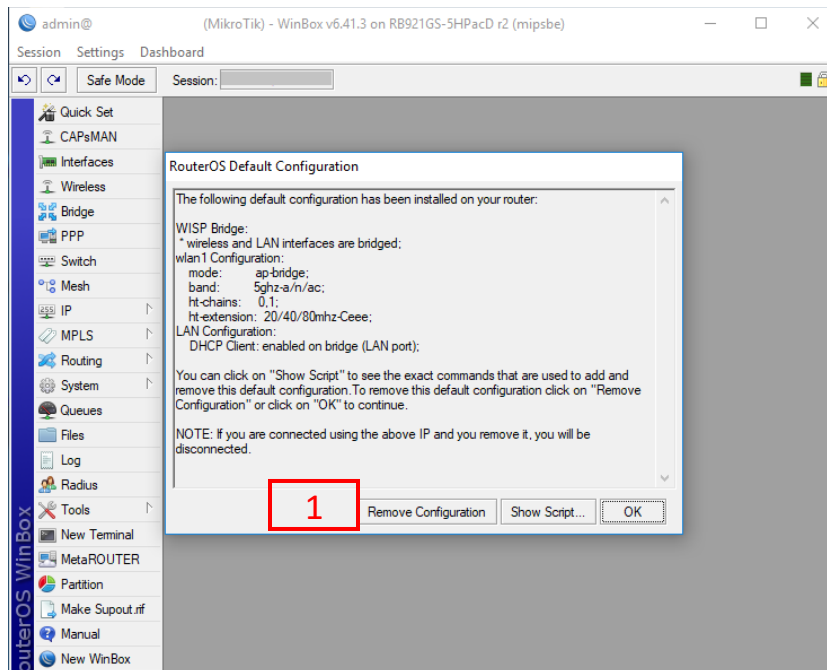 admin@ (MikroTik) - WinBox v6.41.3 on RB921GS-5HPacD r2 (mipsbe)
Session Settings Dashboard
Safe Mode Session:
Quick Set
CAPsMAN
Interfaces
Wireless
Bridge
PPP
Switch
Mesh
IP
MPLS
Routing
System
Queues
Files
Log
Radius
Tools
New Terminal
MetaROUTER
Partition
Make Supout.rif
Manual
New WinBox
outerOS WinBox
RouterOS Default Configuration
The following default configuration has been installed on your router:
WISP Bridge:
* wireless and LAN interfaces are bridged;
wlan1 Configuration:
mode: ap-bridge;
band: 5ghz-a/n/ac;
ht-chains: 0,1;
ht-extension: 20/40/80mhz-Ceee;
LAN Configuration:
DHCP Client: enabled on bridge (LAN port);
You can click on "Show Script" to see the exact commands that are used to add and
remove this default configuration.To remove this default configuration click on "Remove
Configuration" or click on "OK" to continue.
NOTE: If you are connected using the above IP and you remove it, you will be
disconnected.
1 Remove Configuration Show Script... OK